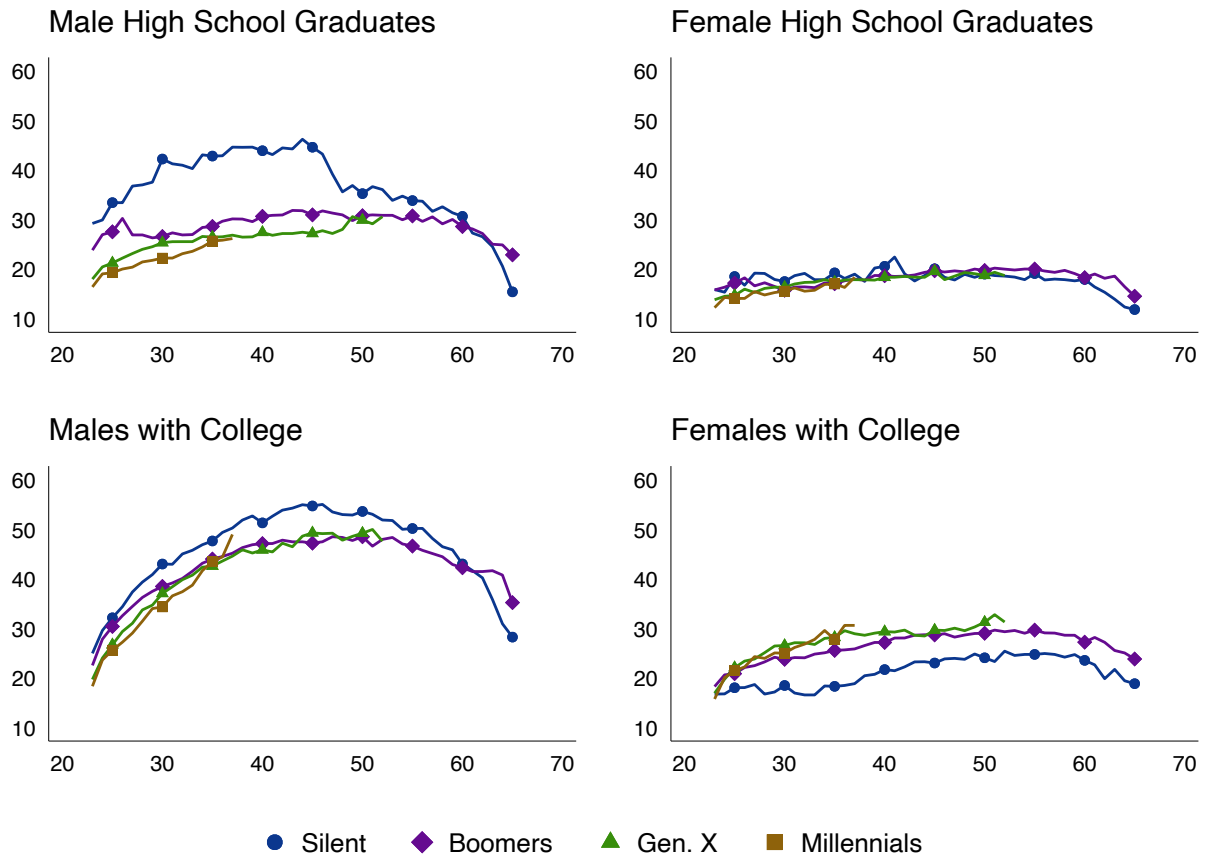 Male High School Graduates
60
50
40
30
20
10
20 30 40 50 60 70
Female High School Graduates
60
50
40
30
20
10
20 30 40 50 60 70
Males with College
60
50
40
30
20
10
20 30 40 50 60 70
Females with College
60
50
40
30
20
10
20 30 40 50 60 70
Silent Boomers Gen. X Millennials